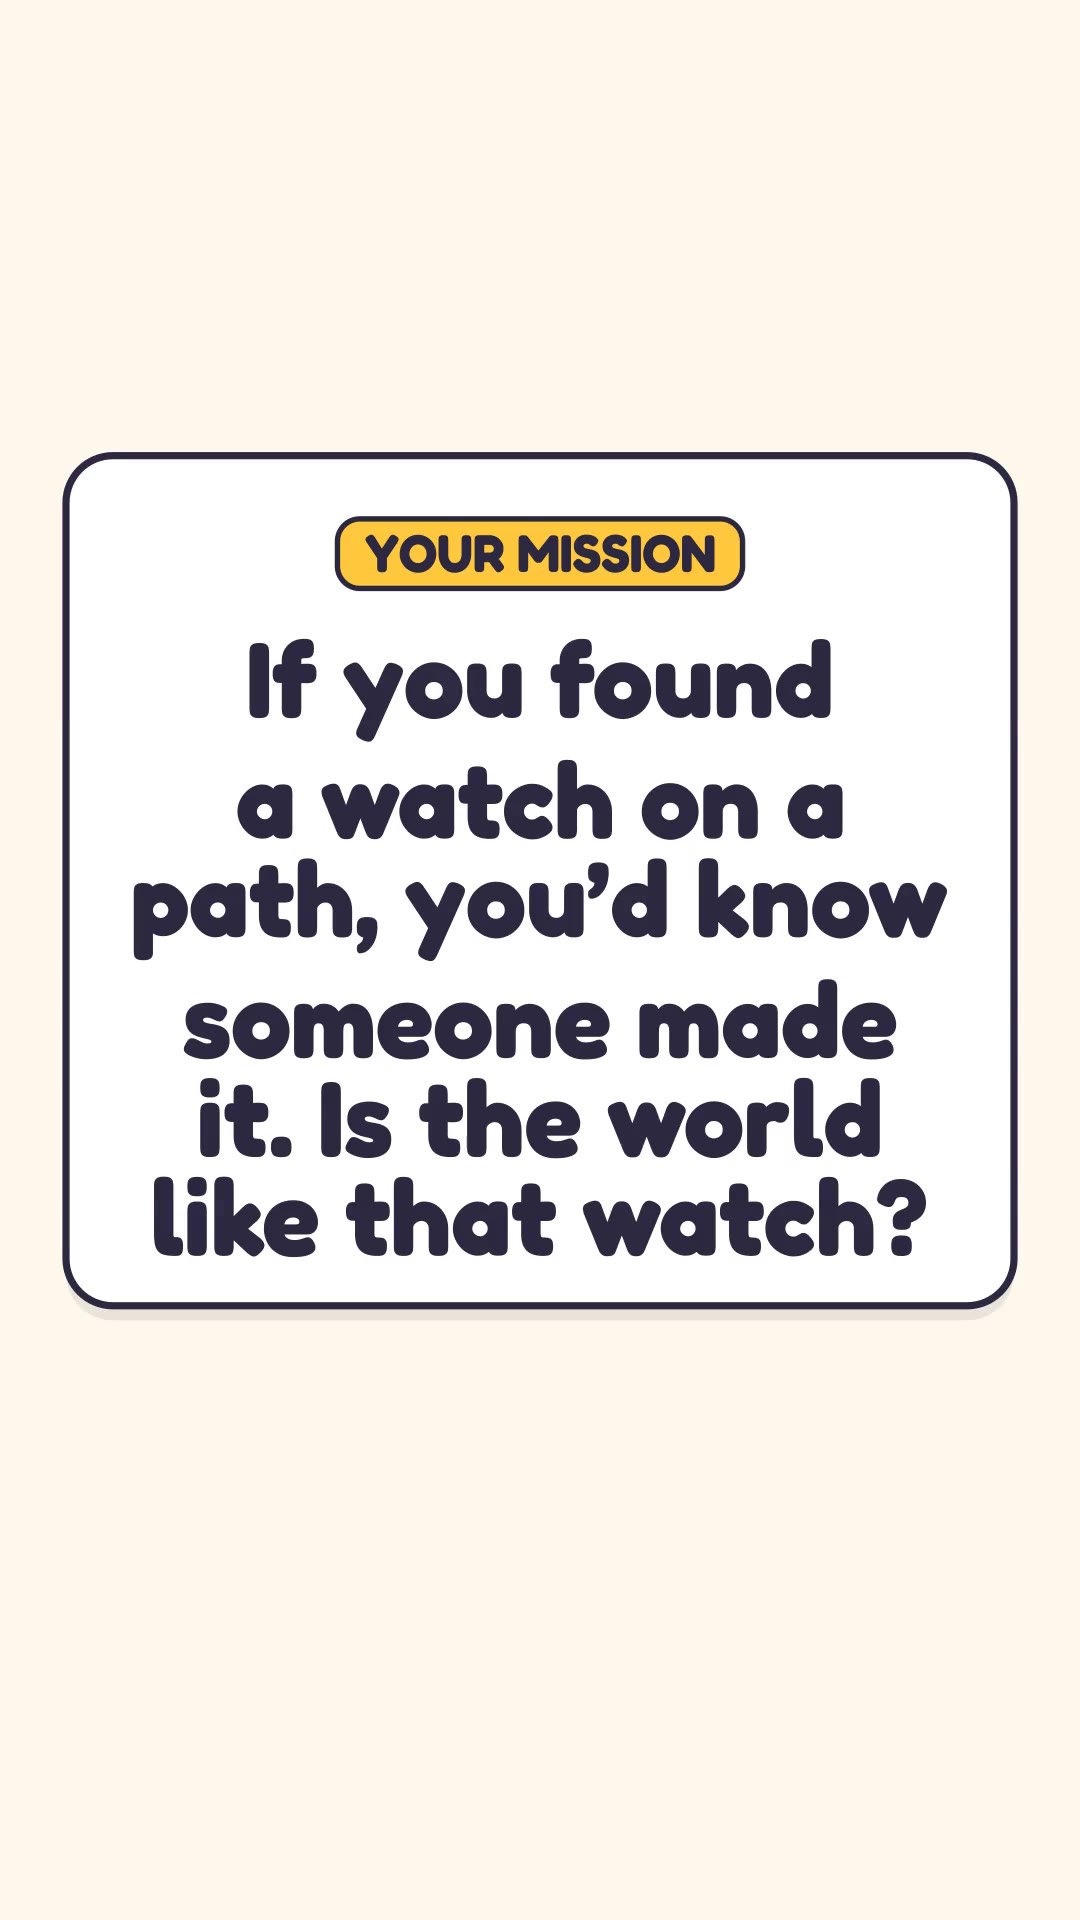 YOUR MISSION
If you found
a watch on a
path, you’d know
someone made
it. Is the world
like that watch?